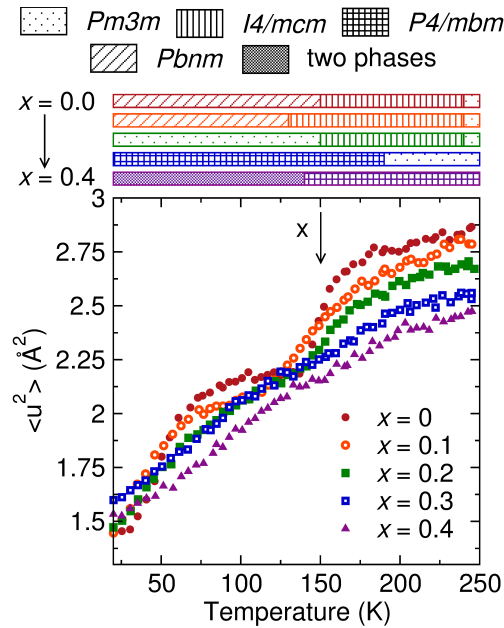 Pm3m I4/mcm P4/mbm
Pbnm two phases
x = 0.0
x = 0.4
3
2.75
2.5
2.25
2
1.75
1.5
<u² > (Å²)
x
x = 0
x = 0.1
x = 0.2
x = 0.3
x = 0.4
50 100 150 200 250
Temperature (K)